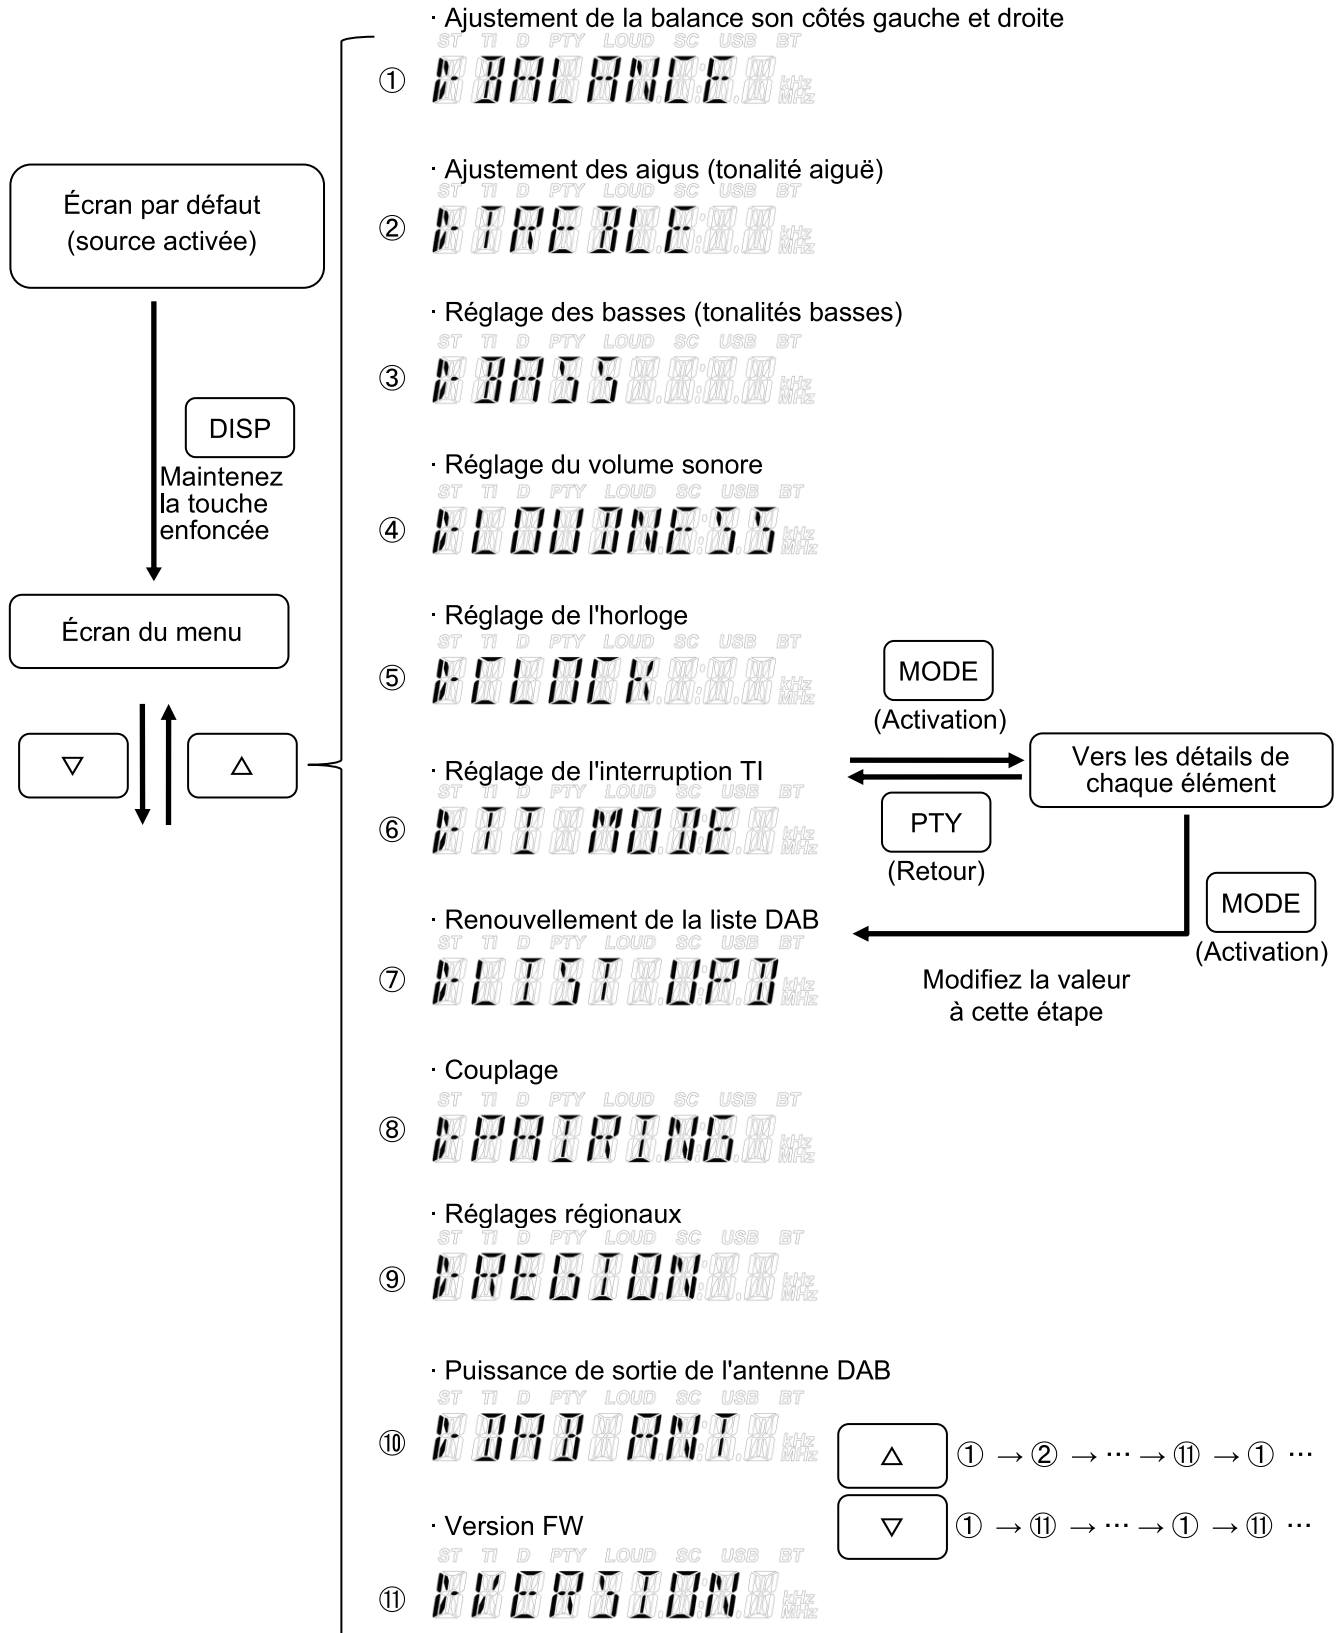 · Ajustement de la balance son côtés gauche et droite
ST TI D PTY LOUD SC USB BT
① BALANCE kHz MHz
· Ajustement des aigus (tonalité aiguë)
ST TI D PTY LOUD SC USB BT
② TREBLE kHz MHz
· Réglage des basses (tonalités basses)
ST TI D PTY LOUD SC USB BT
③ BASS kHz MHz
· Réglage du volume sonore
ST TI D PTY LOUD SC USB BT
④ LOUDNESS kHz MHz
· Réglage de l'horloge
ST TI D PTY LOUD SC USB BT
⑤ CLOCK kHz MHz
· Réglage de l'interruption TI
ST TI D PTY LOUD SC USB BT
⑥ TI MODE kHz MHz
· Renouvellement de la liste DAB
ST TI D PTY LOUD SC USB BT
⑦ LIST UPD kHz MHz
· Couplage
ST TI D PTY LOUD SC USB BT
⑧ PAIRING kHz MHz
· Réglages régionaux
ST TI D PTY LOUD SC USB BT
⑨ REGION kHz MHz
· Puissance de sortie de l'antenne DAB
ST TI D PTY LOUD SC USB BT
⑩ DAB ANT kHz MHz
· Version FW
ST TI D PTY LOUD SC USB BT
⑪ VERSION kHz MHz
Écran par défaut
(source activée)
DISP
Maintenez
la touche
enfoncée
Écran du menu
▽ △
MODE
(Activation)
Vers les détails de
chaque élément
PTY
(Retour)
MODE
(Activation)
Modifiez la valeur
à cette étape
△ ① → ② → ··· → ⑪ → ① ···
▽ ① → ⑪ → ··· → ① → ⑪ ···